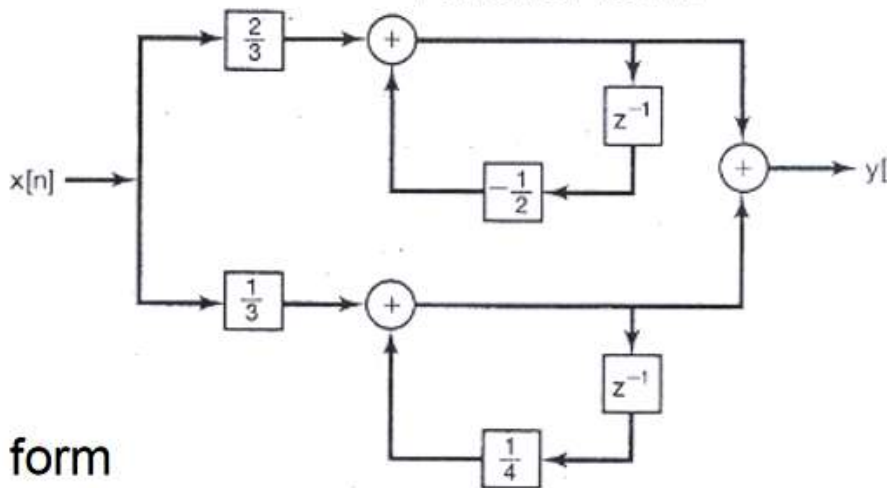 2/3
+
z⁻¹
-1/2
x[n]
+
y[
1/3
+
z⁻¹
1/4
form